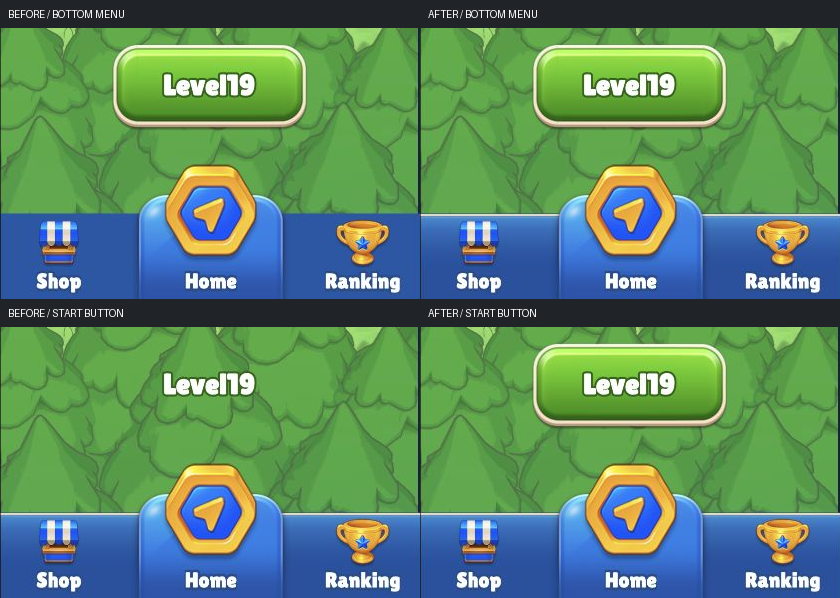 BEFORE / BOTTOM MENU
AFTER / BOTTOM MENU
Level19
Level19
Shop
Home
Ranking
Shop
Home
Ranking
BEFORE / START BUTTON
AFTER / START BUTTON
Level19
Level19
Shop
Home
Ranking
Shop
Home
Ranking